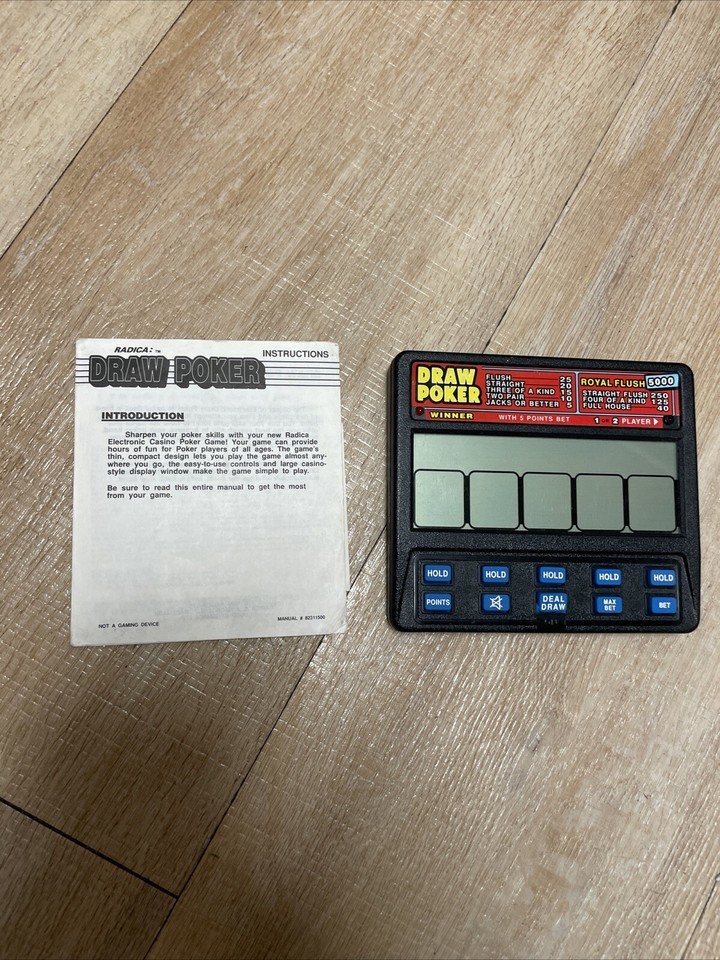 RADICA: ™
DRAW POKER
INSTRUCTIONS
INTRODUCTION
Sharpen your poker skills with your new Radica
Electronic Casino Poker Game! Your game can provide
hours of fun for Poker players of all ages. The game's
thin, compact design lets you play the game almost any-
where you go, the easy-to-use controls and large casino-
style display window make the game simple to play.
Be sure to read this entire manual to get the most
from your game.
NOT A GAMING DEVICE
MANUAL # 82311500
DRAW
POKER
FLUSH 25
STRAIGHT 20
THREE OF A KIND 15
TWO PAIR 10
JACKS OR BETTER 5
ROYAL FLUSH 5000
STRAIGHT FLUSH 250
FOUR OF A KIND 125
FULL HOUSE 40
WINNER
WITH 5 POINTS BET
1 2 PLAYER
HOLD HOLD HOLD HOLD HOLD
POINTS
DEAL
DRAW
MAX
BET
BET